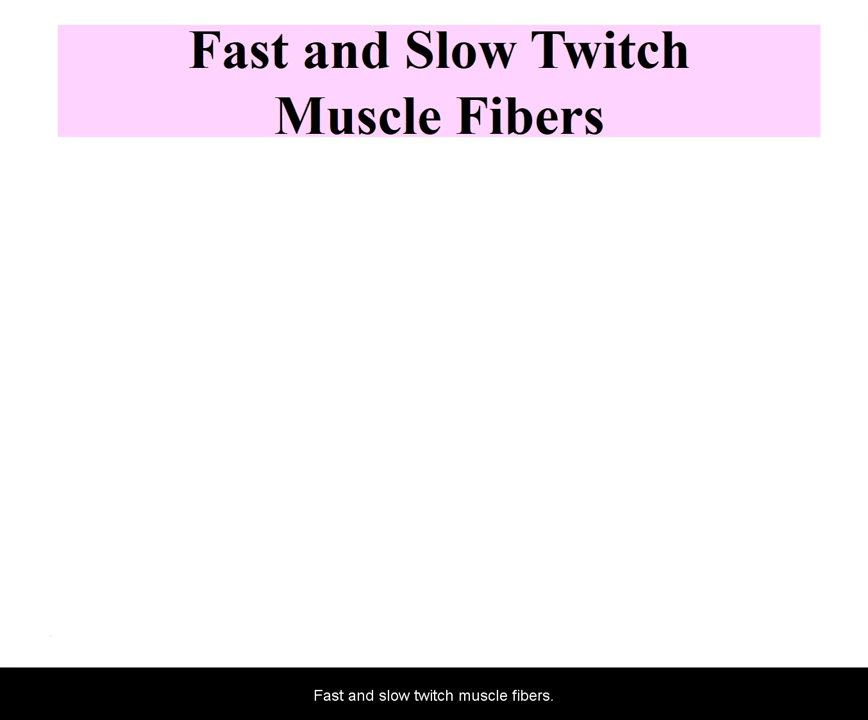 Fast and Slow Twitch
Muscle Fibers
Fast and slow twitch muscle fibers.